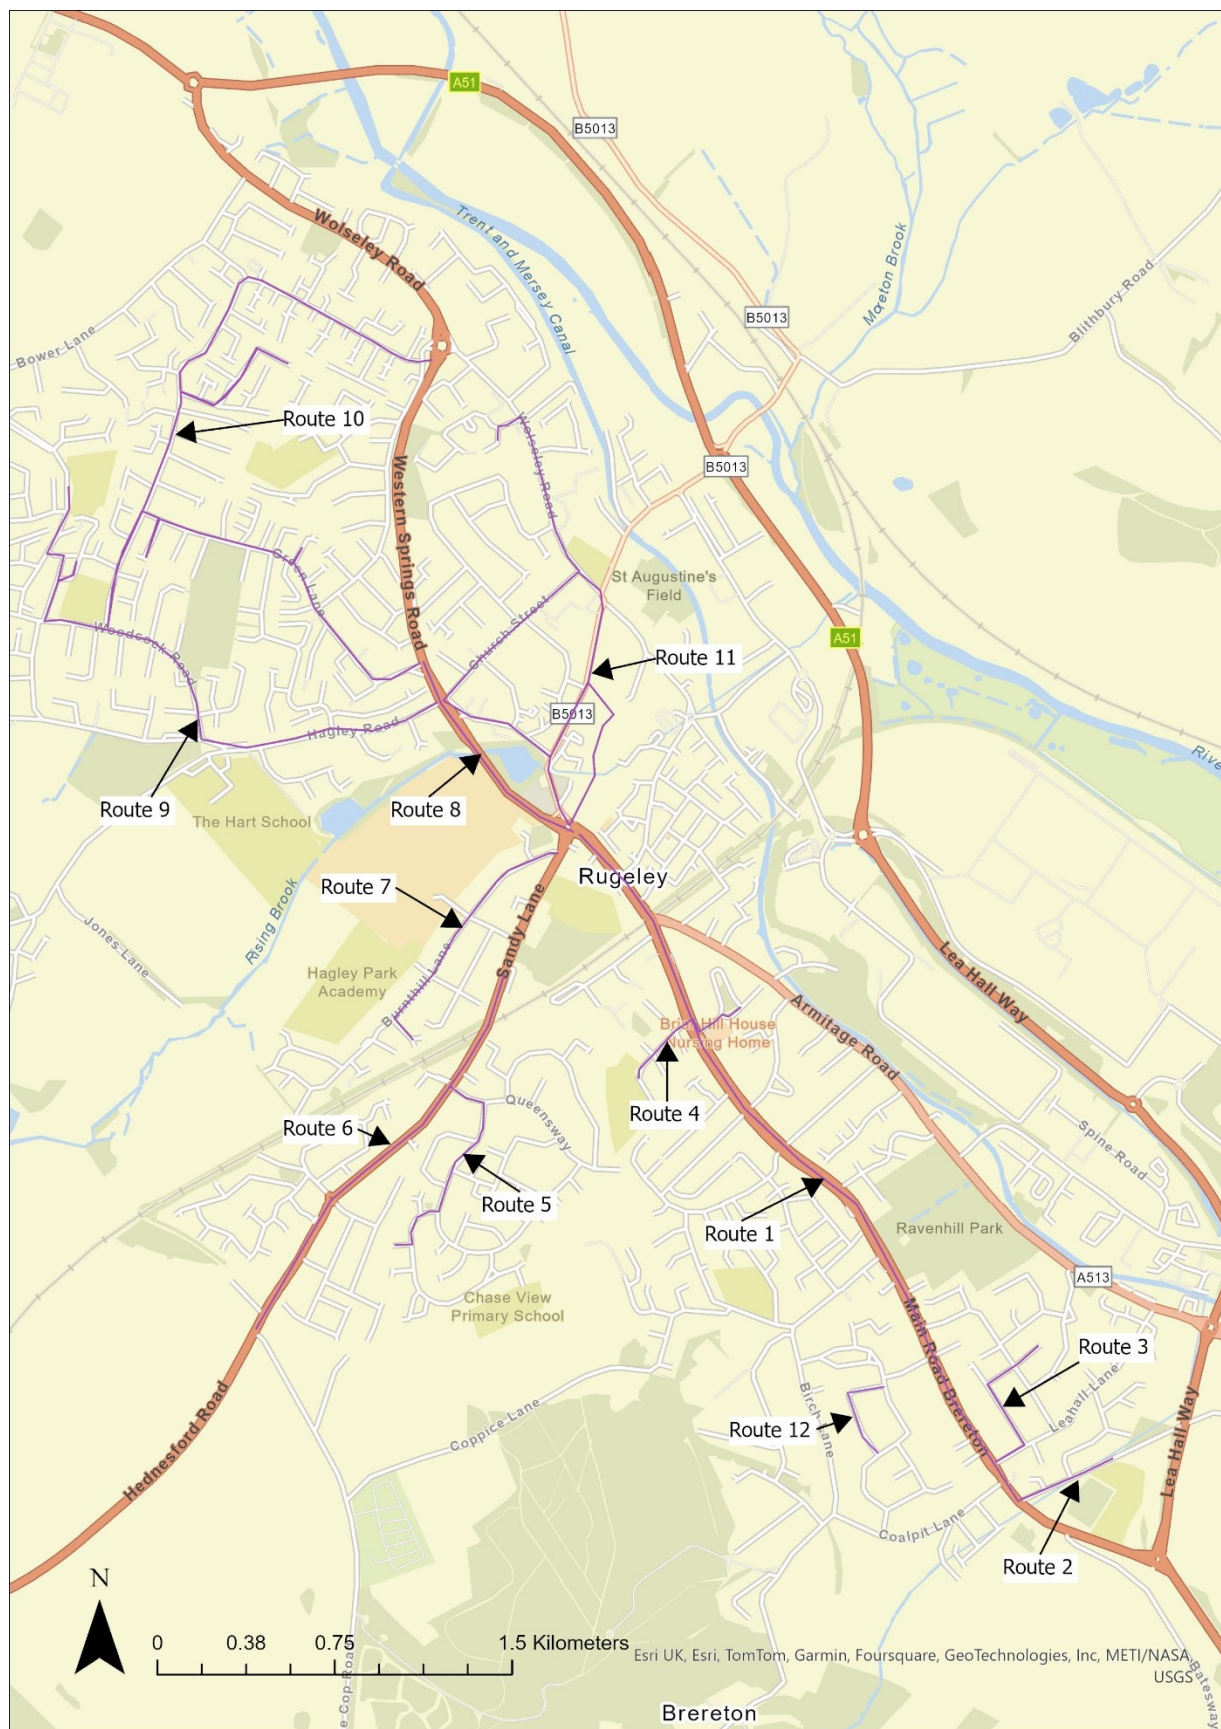 A51
B5013
Wolseley Road
Trent and Mersey Canal
Moreton Brook
Blithbury Road
B5013
Bower Lane
Route 10
Wolseley Road
B5013
Western Springs Road
Green Lane
St Augustine's
Field
A51
Church Street
Woodcock Road
Route 11
B5013
Hagley Road
Rive
Route 9
Route 8
The Hart School
Rugeley
Route 7
Sandy Lane
Jones Lane
Rising Brook
Lea Hall Way
Hagley Park
Academy
Burnthill Lane
Armitage Road
Briar Hill House
Nursing Home
Route 4
Queensway
Route 6
Spine Road
Route 5
Route 1
Ravenhill Park
A513
Chase View
Primary School
Main Road Brereton
Route 3
Hednesford Road
Birch Lane
Leahall Lane
Coppice Lane
Route 12
Lea Hall Way
Coalpit Lane
Route 2
N
0 0.38 0.75 1.5 Kilometers
Esri UK, Esri, TomTom, Garmin, Foursquare, GeoTechnologies, Inc, METI/NASA,
USGS
e Cop Road
Batesway
Brereton